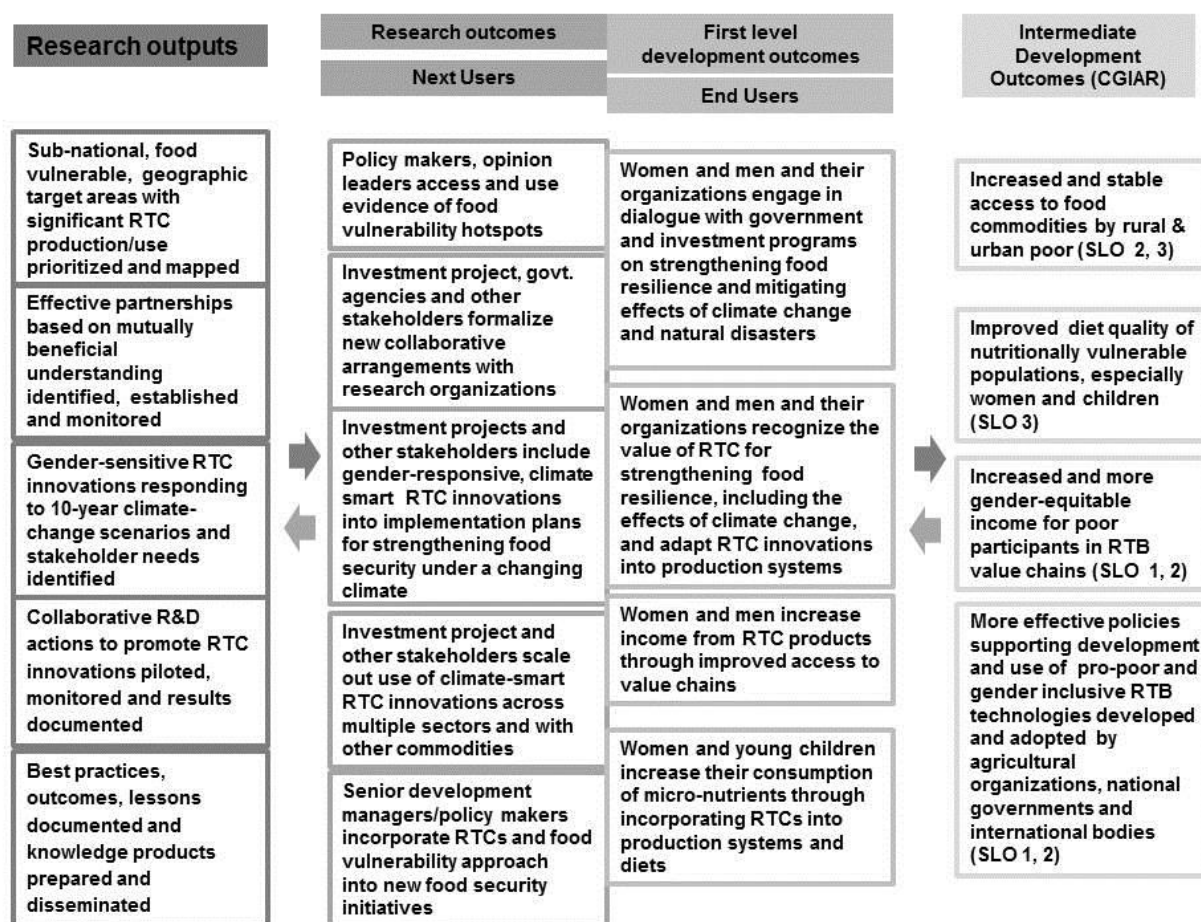 Research outputs
Sub-national, food
vulnerable, geographic
target areas with
significant RTC
production/use
prioritized and mapped
Effective partnerships
based on mutually
beneficial
understanding
identified, established
and monitored
Gender-sensitive RTC
innovations responding
to 10-year climate-
change scenarios and
stakeholder needs
identified
Collaborative R&D
actions to promote RTC
innovations piloted,
monitored and results
documented
Best practices,
outcomes, lessons
documented and
knowledge products
prepared and
disseminated
Research outcomes
Next Users
Policy makers, opinion
leaders access and use
evidence of food
vulnerability hotspots
Investment project, govt.
agencies and other
stakeholders formalize
new collaborative
arrangements with
research organizations
Investment projects and
other stakeholders include
gender-responsive, climate
smart RTC innovations
into implementation plans
for strengthening food
security under a changing
climate
Investment project and
other stakeholders scale
out use of climate-smart
RTC innovations across
multiple sectors and with
other commodities
Senior development
managers/policy makers
incorporate RTCs and food
vulnerability approach
into new food security
initiatives
First level
development outcomes
End Users
Women and men and their
organizations engage in
dialogue with government
and investment programs
on strengthening food
resilience and mitigating
effects of climate change
and natural disasters
Women and men and their
organizations recognize the
value of RTC for
strengthening food
resilience, including the
effects of climate change,
and adapt RTC innovations
into production systems
Women and men increase
income from RTC products
through improved access to
value chains
Women and young children
increase their consumption
of micro-nutrients through
incorporating RTCs into
production systems and
diets
Intermediate
Development
Outcomes (CGIAR)
Increased and stable
access to food
commodities by rural &
urban poor (SLO 2, 3)
Improved diet quality of
nutritionally vulnerable
populations, especially
women and children
(SLO 3)
Increased and more
gender-equitable
income for poor
participants in RTB
value chains (SLO 1, 2)
More effective policies
supporting development
and use of pro-poor and
gender inclusive RTB
technologies developed
and adopted by
agricultural
organizations, national
governments and
international bodies
(SLO 1, 2)